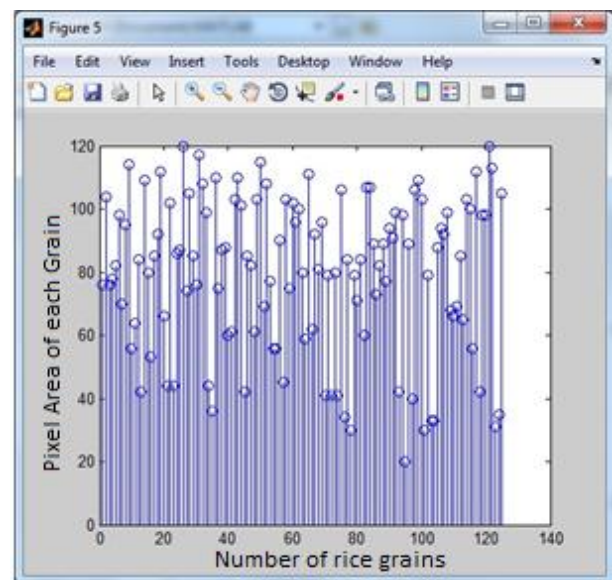 Figure 5
File Edit View Insert Tools Desktop Window Help
120
100
80
60
40
20
0
Pixel Area of each Grain
0 20 40 60 80 100 120 140
Number of rice grains